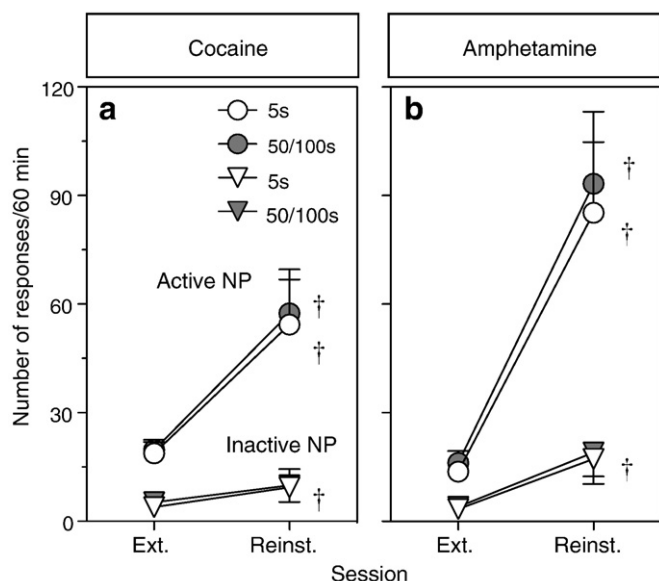 Cocaine
Amphetamine
Number of responses/60 min
120
90
60
30
0
a
5s
50/100s
5s
50/100s
Active NP
†
†
Inactive NP
†
Ext.
Reinst.
b
†
†
†
Ext.
Reinst.
Session